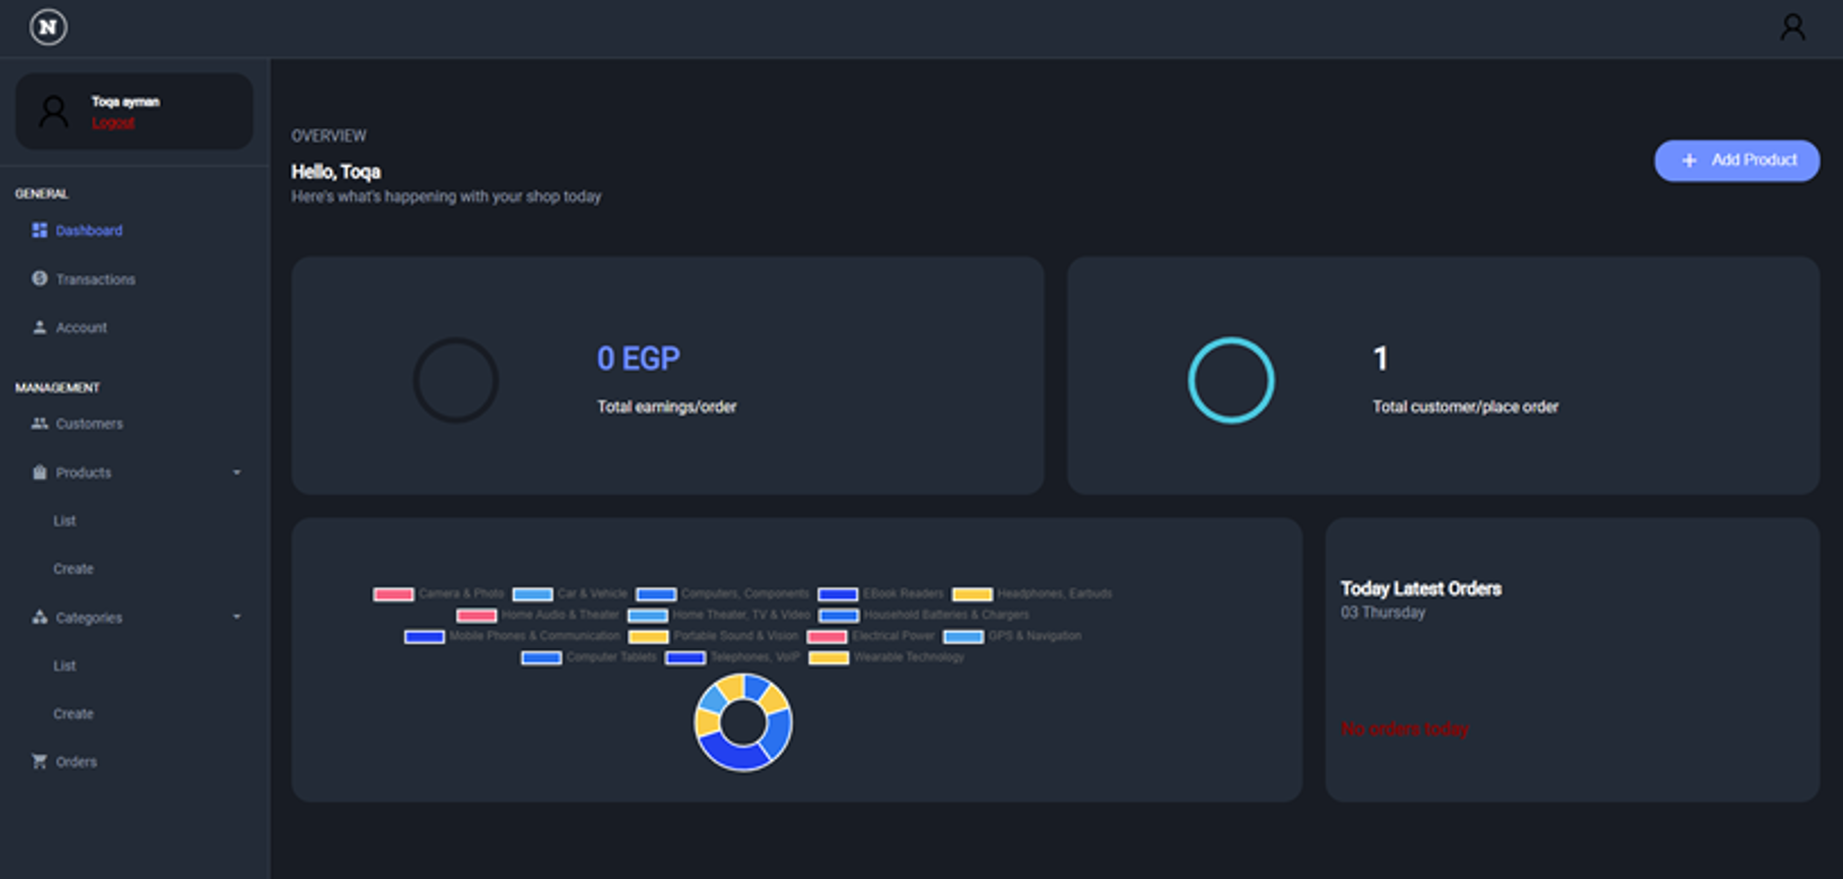 N
Toqa ayman
Logout
GENERAL
Dashboard
Transactions
Account
MANAGEMENT
Customers
Products
List
Create
Categories
List
Create
Orders
OVERVIEW
Hello, Toqa
Here's what's happening with your shop today
+ Add Product
0 EGP
Total earnings/order
1
Total customer/place order
Camera & Photo Car & Vehicle Computers, Components EBook Readers Headphones, Earbuds
Home Audio & Theater Home Theater, TV & Video Household Batteries & Chargers
Mobile Phones & Communication Portable Sound & Vision Electrical Power GPS & Navigation
Computer Tablets Telephones, VoIP Wearable Technology
Today Latest Orders
03 Thursday
No orders today